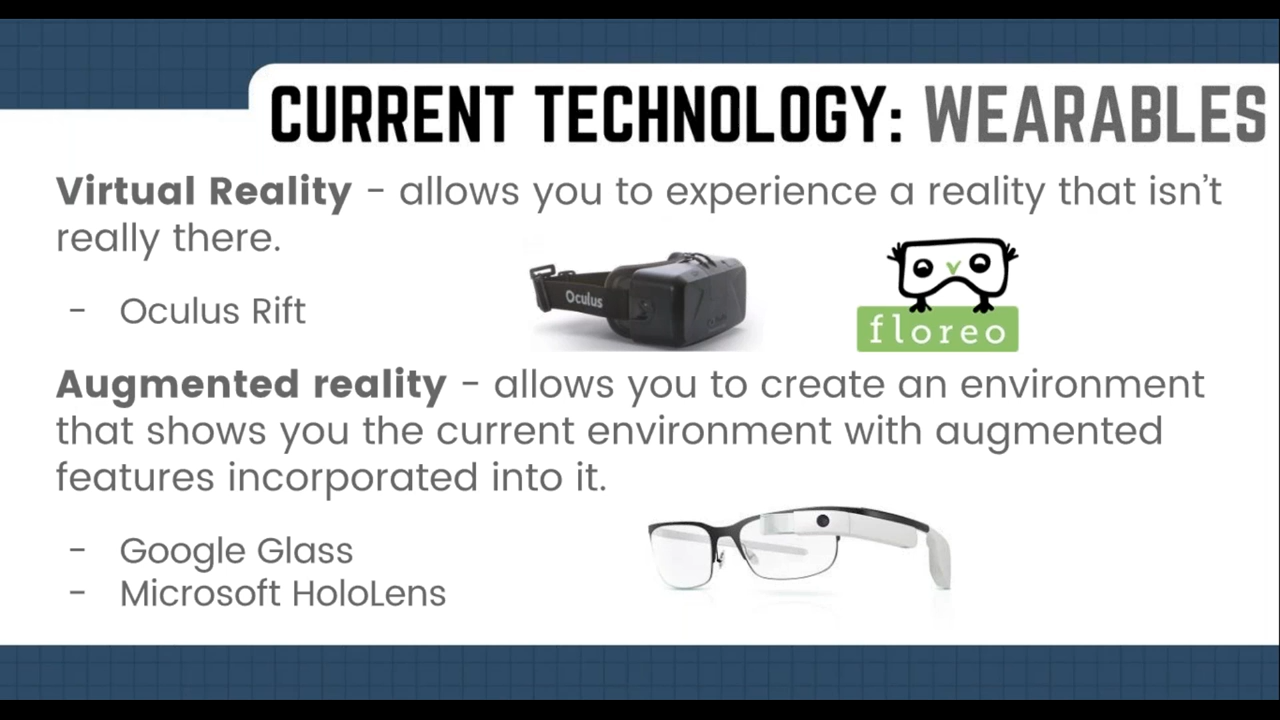 CURRENT TECHNOLOGY: WEARABLES
Virtual Reality - allows you to experience a reality that isn't
really there.
Oculus
floreo
- Oculus Rift
Augmented reality - allows you to create an environment
that shows you the current environment with augmented
features incorporated into it.
- Google Glass
- Microsoft HoloLens